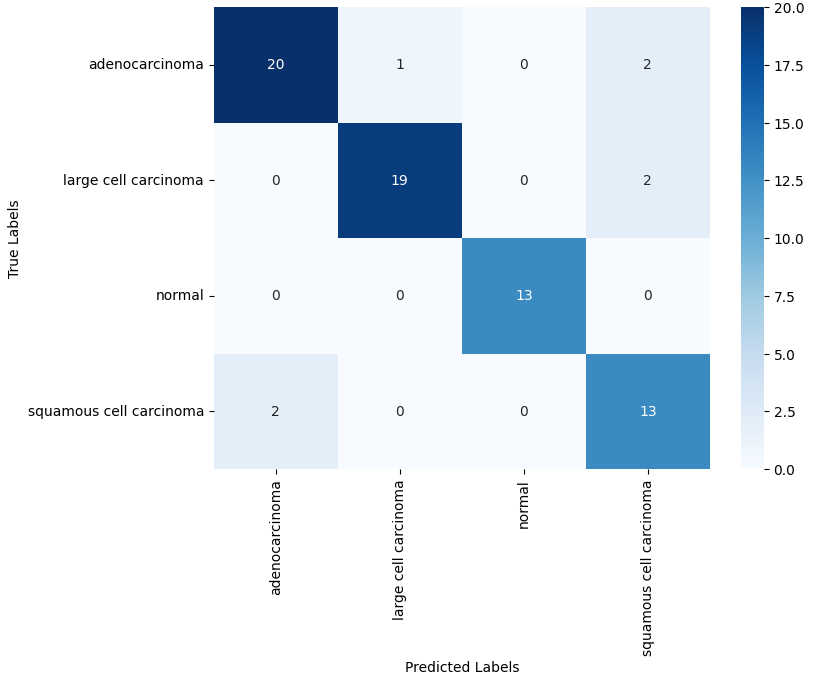 True Labels
adenocarcinoma
20 1 0 2
large cell carcinoma
0 19 0 2
normal
0 0 13 0
squamous cell carcinoma
2 0 0 13
adenocarcinoma
large cell carcinoma
normal
squamous cell carcinoma
Predicted Labels
20.0
17.5
15.0
12.5
10.0
7.5
5.0
2.5
0.0